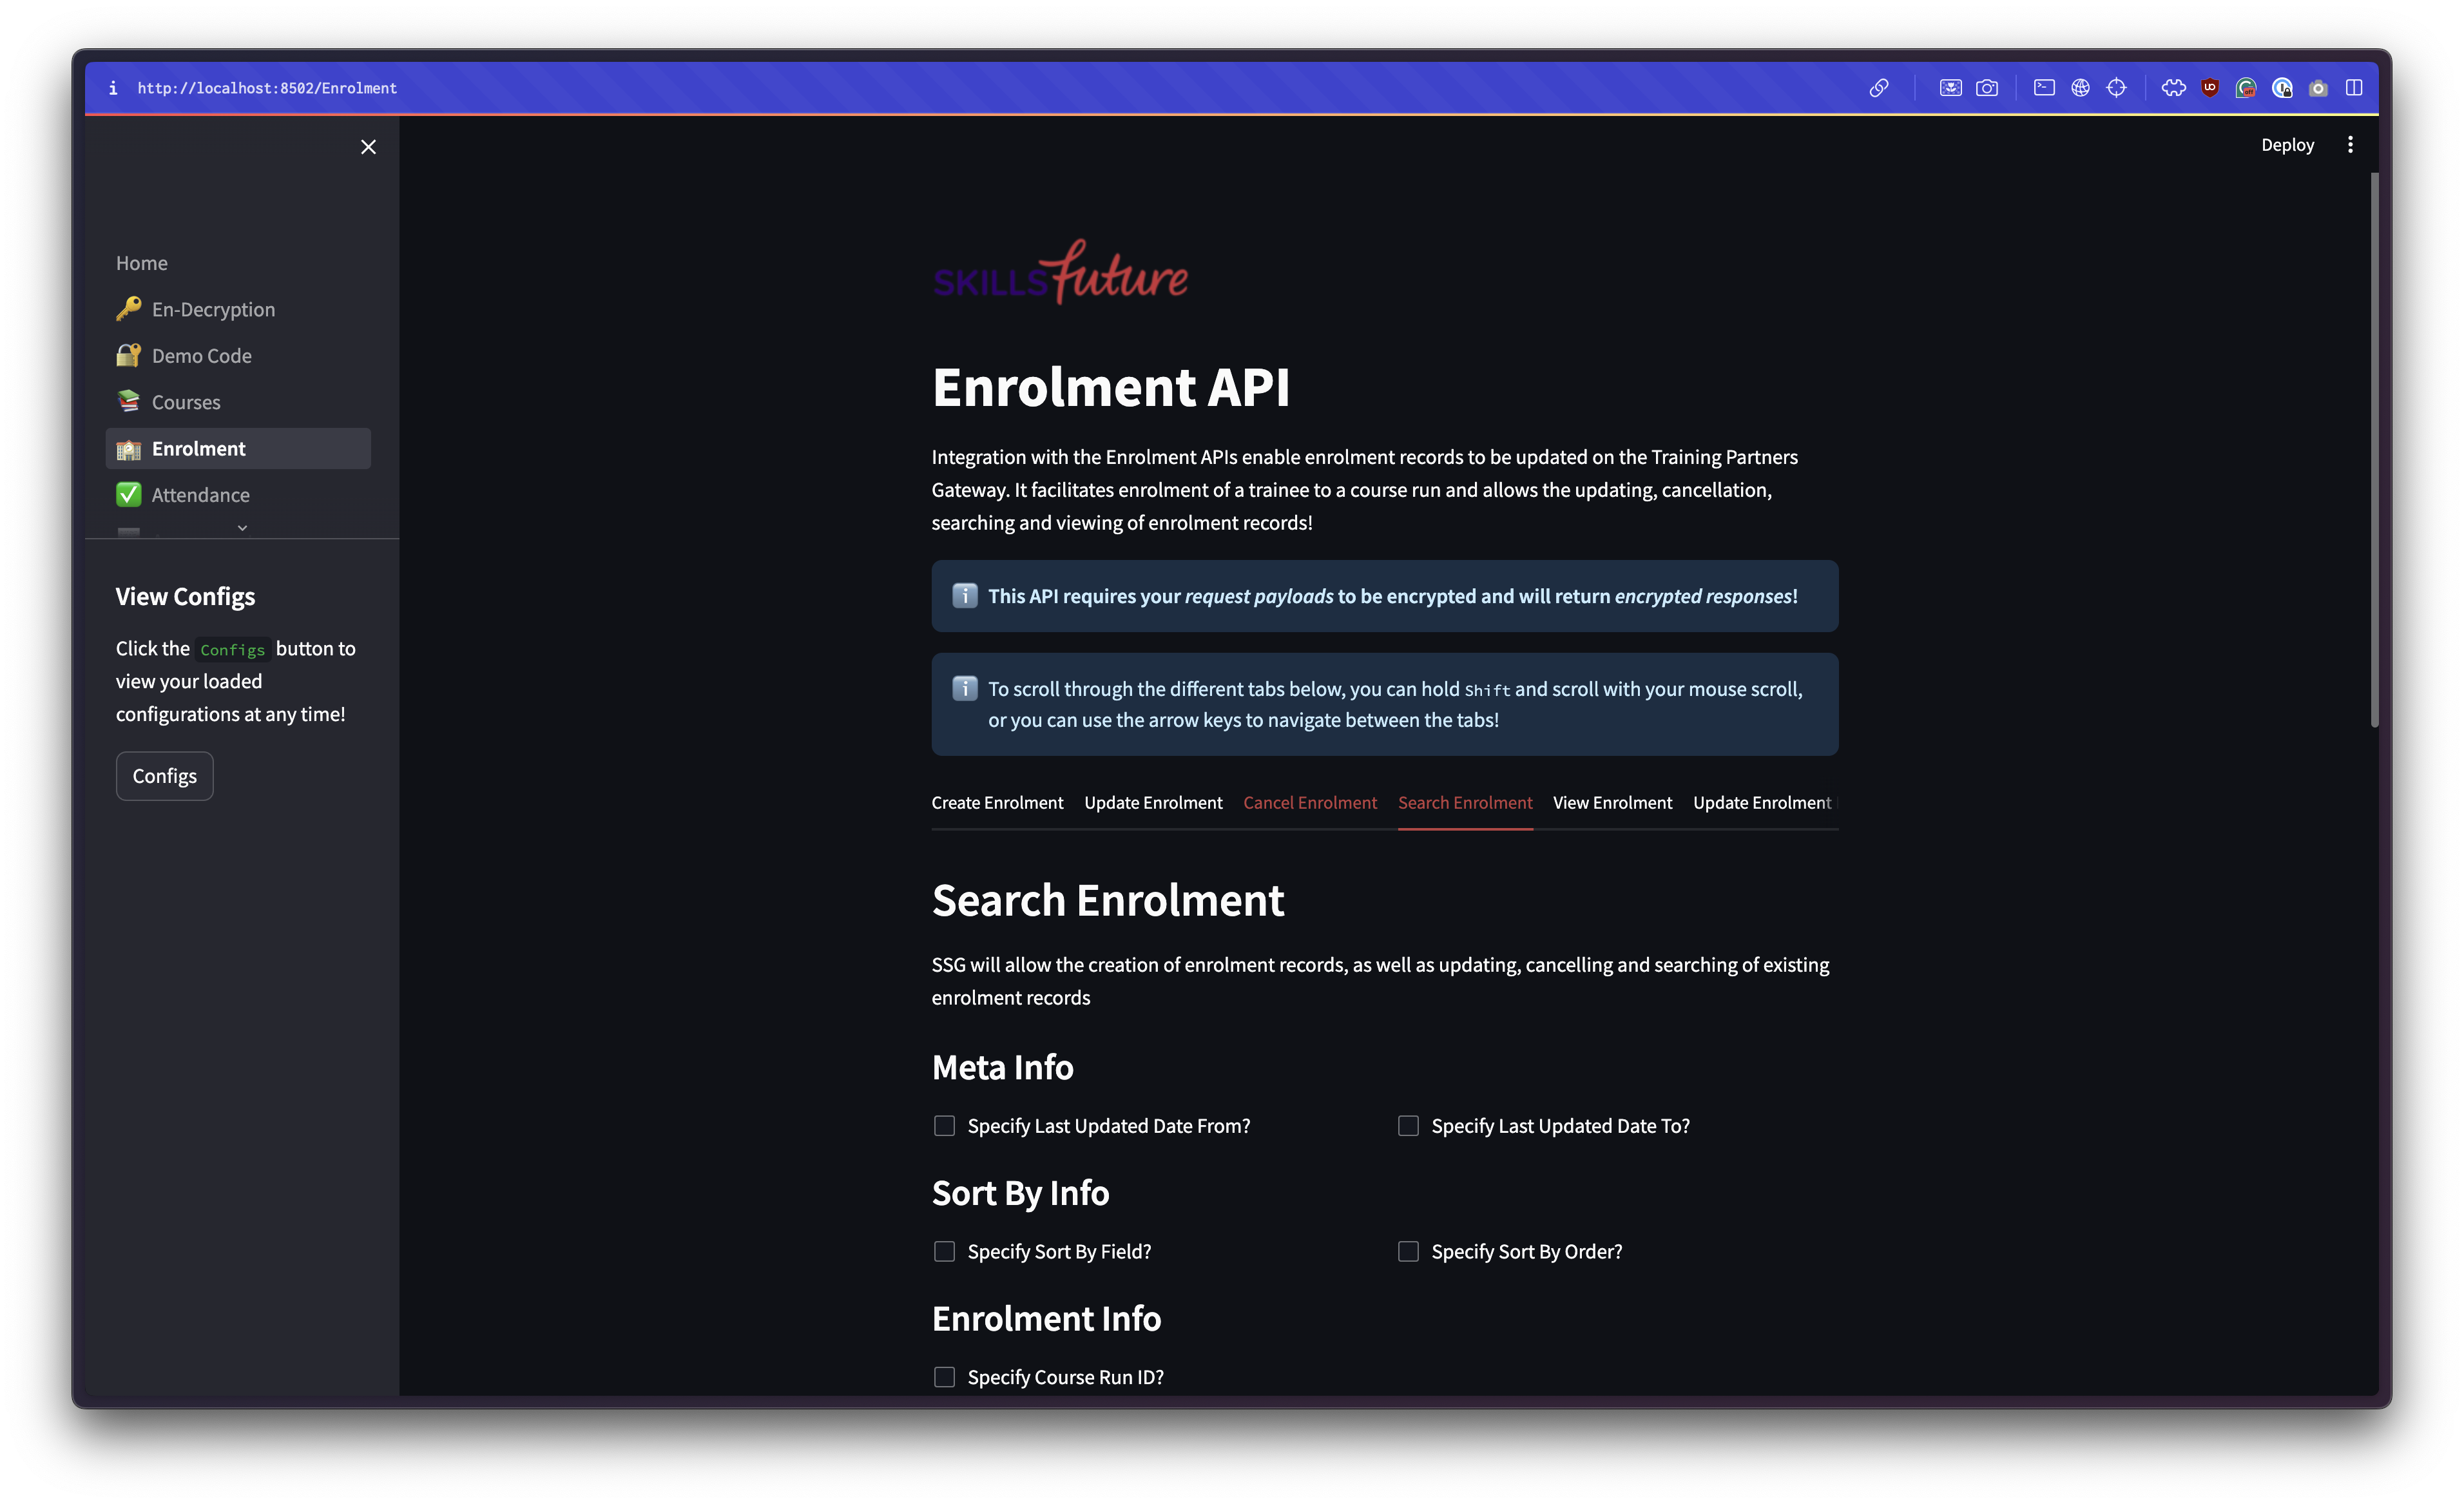 http://localhost:8502/Enrolment
Deploy
Home
En-Decryption
Demo Code
Courses
Enrolment
Attendance
View Configs
Click the Configs button to
view your loaded
configurations at any time!
Configs
SKILLSfuture
Enrolment API
Integration with the Enrolment APIs enable enrolment records to be updated on the Training Partners
Gateway. It facilitates enrolment of a trainee to a course run and allows the updating, cancellation,
searching and viewing of enrolment records!
This API requires your request payloads to be encrypted and will return encrypted responses!
To scroll through the different tabs below, you can hold Shift and scroll with your mouse scroll,
or you can use the arrow keys to navigate between the tabs!
Create Enrolment Update Enrolment Cancel Enrolment Search Enrolment View Enrolment Update Enrolment
Search Enrolment
SSG will allow the creation of enrolment records, as well as updating, cancelling and searching of existing
enrolment records
Meta Info
Specify Last Updated Date From? Specify Last Updated Date To?
Sort By Info
Specify Sort By Field? Specify Sort By Order?
Enrolment Info
Specify Course Run ID?